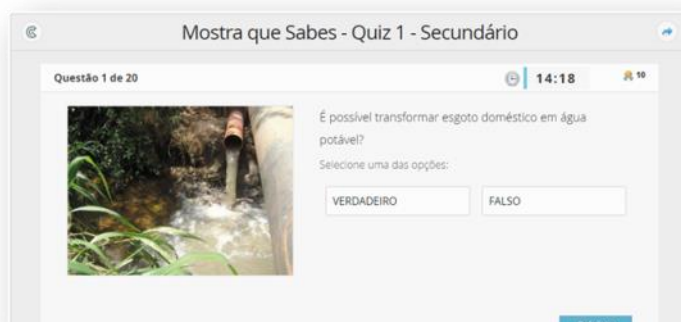 Mostra que Sabes - Quiz 1 - Secundário
Questão 1 de 20
14:18
10
É possível transformar esgoto doméstico em água
potável?
Selecione uma das opções:
VERDADEIRO
FALSO